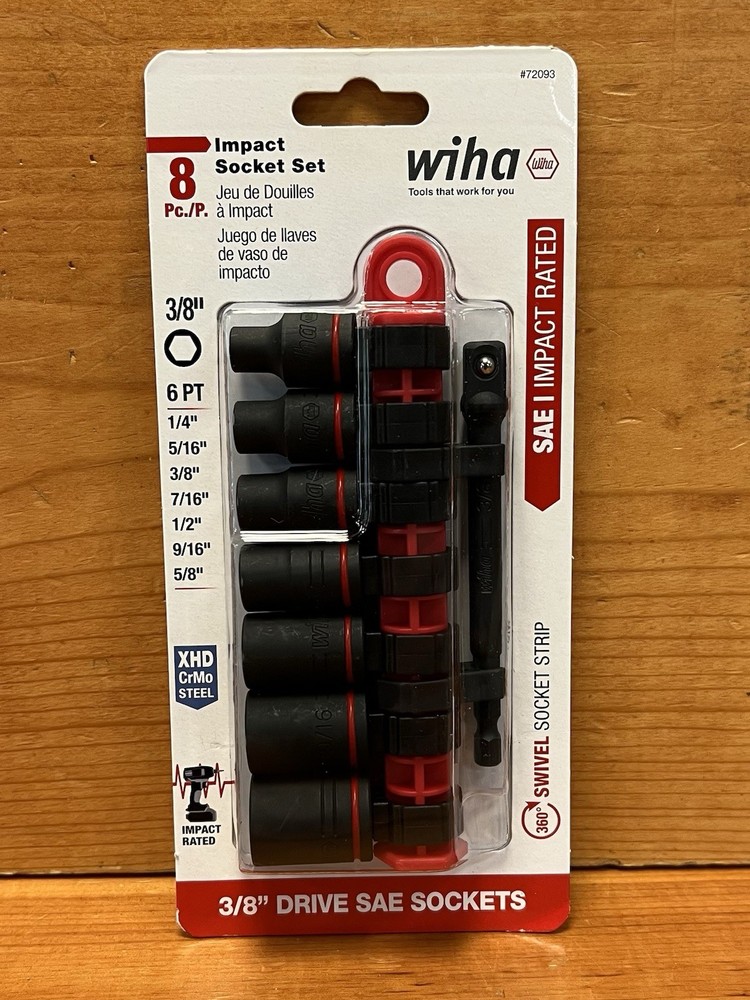 #72093
Impact
Socket Set
8
Pc./P.
Jeu de Douilles
à Impact
Juego de llaves
de vaso de
impacto
wiha
Wiha
Tools that work for you
SAE I IMPACT RATED
3/8"
6 PT
1/4"
5/16"
3/8"
7/16"
1/2"
9/16"
5/8"
XHD
CrMo
STEEL
IMPACT
RATED
360° SWIVEL SOCKET STRIP
3/8” DRIVE SAE SOCKETS